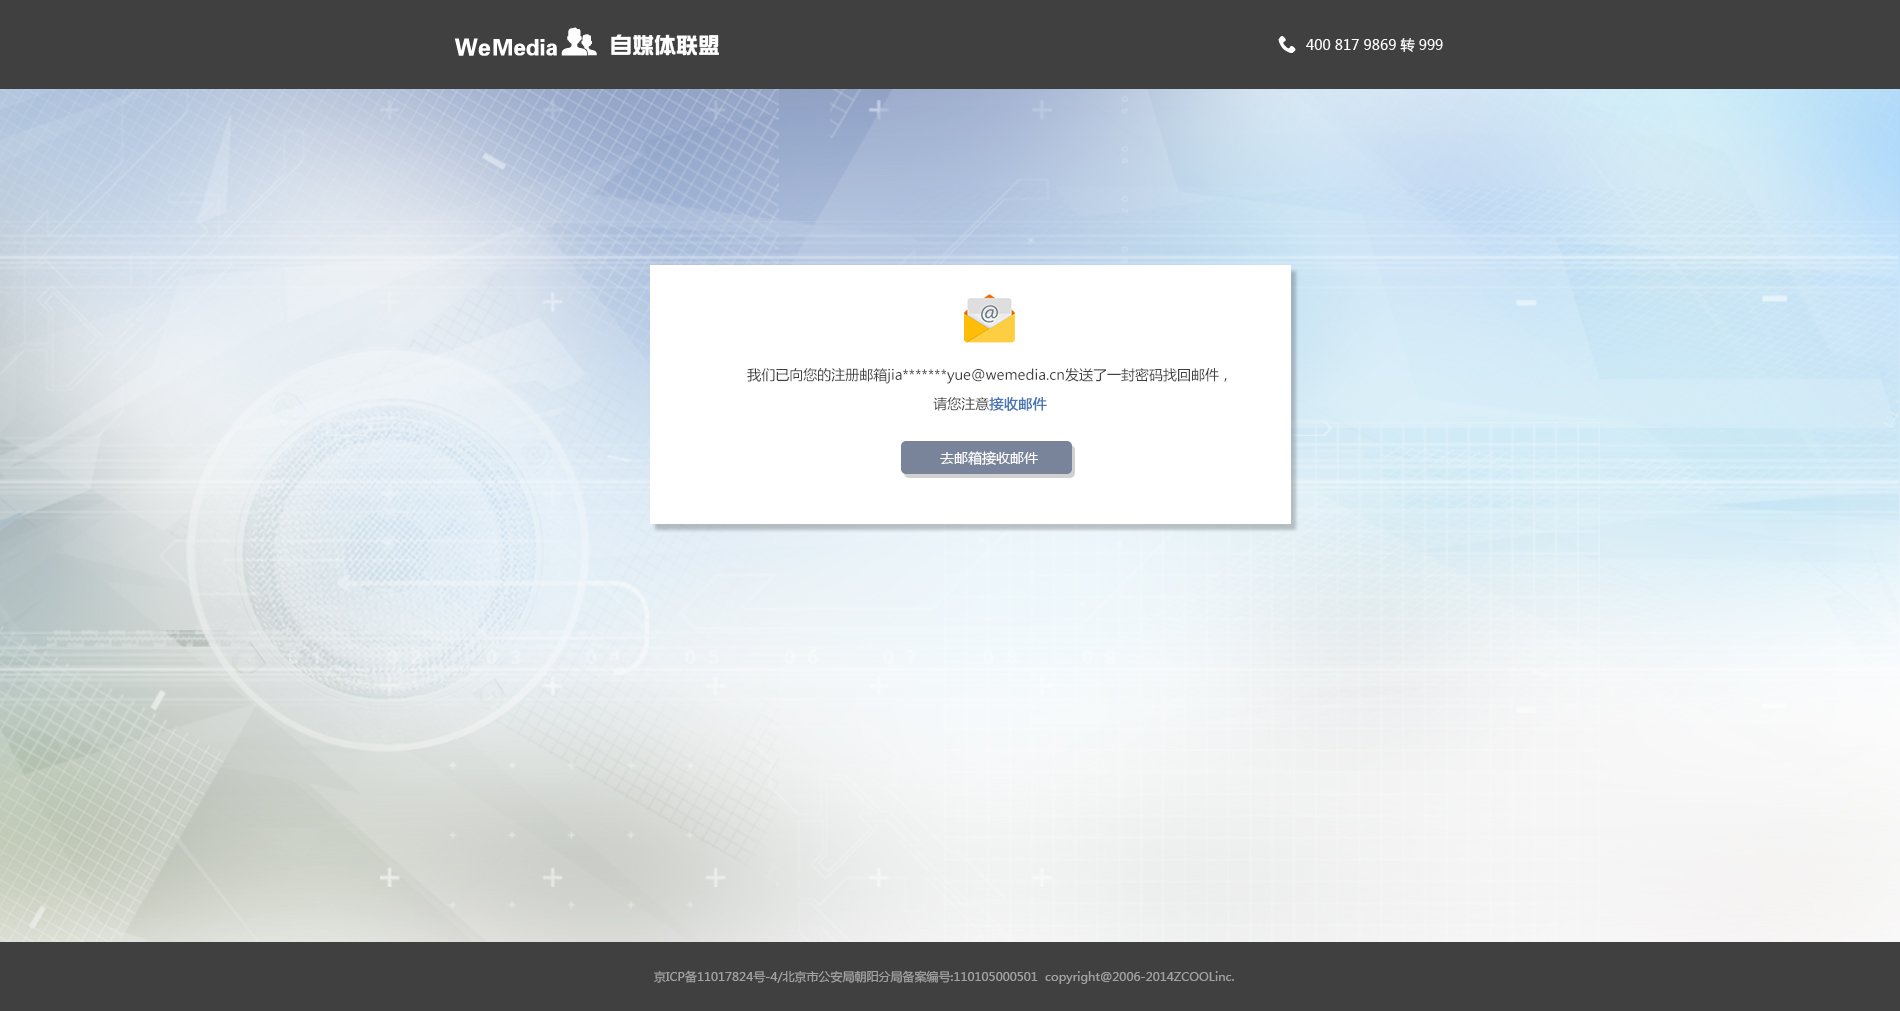 WeMedia 自媒体联盟
400 817 9869 转 999
@
我们已向您的注册邮箱jia*******yue@wemedia.cn发送了一封密码找回邮件，
请您注意接收邮件
去邮箱接收邮件
京ICP备11017824号-4/北京市公安局朝阳分局备案编号:110105000501 copyright@2006-2014ZCOOLinc.